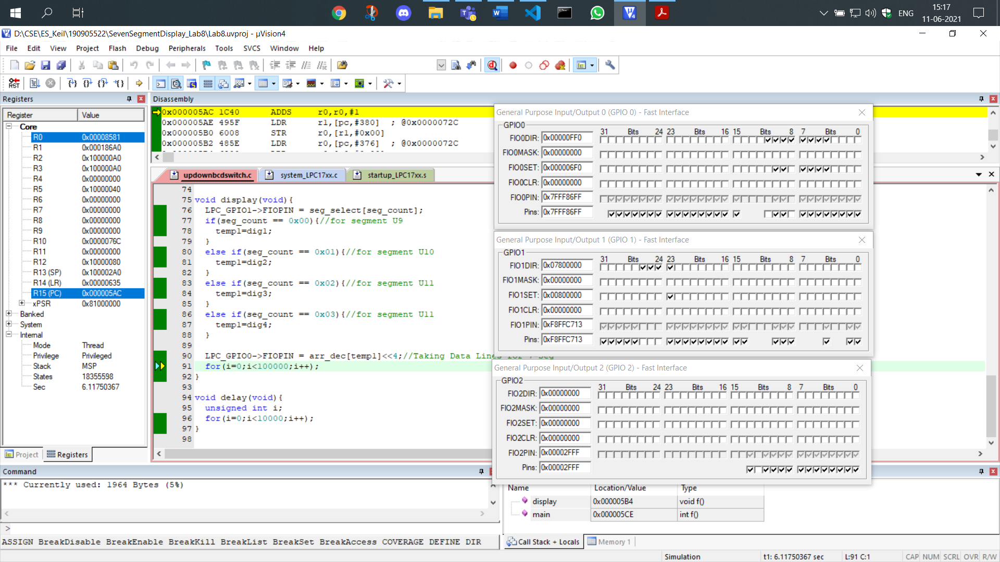 ENG
15:17
11-06-2021
D:\CSE\ES_Keil\190905522\SevenSegmentDisplay_Lab8\Lab8.uvproj - µVision4
File Edit View Project Flash Debug Peripherals Tools SVCS Window Help
Registers
Register Value
Core
R0 0x00008581
R1 0x000186A0
R2 0x100000A0
R3 0x100000A0
R4 0x00000000
R5 0x10000040
R6 0x00000000
R7 0x00000000
R8 0x00000000
R9 0x00000000
R10 0x0000076C
R11 0x00000000
R12 0x10000080
R13 (SP) 0x100002A0
R14 (LR) 0x00000635
R15 (PC) 0x000005AC
xPSR 0x81000000
Banked
System
Internal
Mode Thread
Privilege Privileged
Stack MSP
States 18355598
Sec 6.11750367
Project Registers
Disassembly
0x000005AC 1C40 ADDS r0,r0,#1
0x000005AE 495F LDR r1,[pc,#380] ; @0x0000072C
0x000005B0 6008 STR r0,[r1,#0x00]
0x000005B2 485E LDR r0,[pc,#376] ; @0x0000072C
updownbcdswitch.c system_LPC17xx.c startup_LPC17xx.s
74
75 void display(void){
76 LPC_GPIO1->FIOPIN = seg_select[seg_count];
77 if(seg_count == 0x00){//for segment U9
78 temp1=dig1;
79 }
80 else if(seg_count == 0x01){//for segment U10
81 temp1=dig2;
82 }
83 else if(seg_count == 0x02){//for segment U11
84 temp1=dig3;
85 }
86 else if(seg_count == 0x03){//for segment U11
87 temp1=dig4;
88 }
89
90 LPC_GPIO0->FIOPIN = arr_dec[temp1]<<4;//Taking Data Lines for 7-Seg
91 for(i=0;i<100000;i++);
92 }
93
94 void delay(void){
95 unsigned int i;
96 for(i=0;i<10000;i++);
97 }
98
General Purpose Input/Output 0 (GPIO 0) - Fast Interface
GPIO0
31 Bits 24 23 Bits 16 15 Bits 8 7 Bits 0
FIO0DIR: 0x00000FF0
FIO0MASK: 0x00000000
FIO0SET: 0x000006F0
FIO0CLR: 0x00000000
FIO0PIN: 0x7FFF86FF
Pins: 0x7FFF86FF
General Purpose Input/Output 1 (GPIO 1) - Fast Interface
GPIO1
31 Bits 24 23 Bits 16 15 Bits 8 7 Bits 0
FIO1DIR: 0x07800000
FIO1MASK: 0x00000000
FIO1SET: 0x00800000
FIO1CLR: 0x00000000
FIO1PIN: 0xF8FFC713
Pins: 0xF8FFC713
General Purpose Input/Output 2 (GPIO 2) - Fast Interface
GPIO2
31 Bits 24 23 Bits 16 15 Bits 8 7 Bits 0
FIO2DIR: 0x00000000
FIO2MASK: 0x00000000
FIO2SET: 0x00000000
FIO2CLR: 0x00000000
FIO2PIN: 0x00002FFF
Pins: 0x00002FFF
Command
*** Currently used: 1964 Bytes (5%)
>
ASSIGN BreakDisable BreakEnable BreakKill BreakList BreakSet BreakAccess COVERAGE DEFINE DIR
Name Location/Value Type
display 0x000005B4 void f()
main 0x000005CE int f()
Call Stack + Locals Memory 1
Simulation t1: 6.11750367 sec L:91 C:1 CAP NUM SCRL OVR R/W